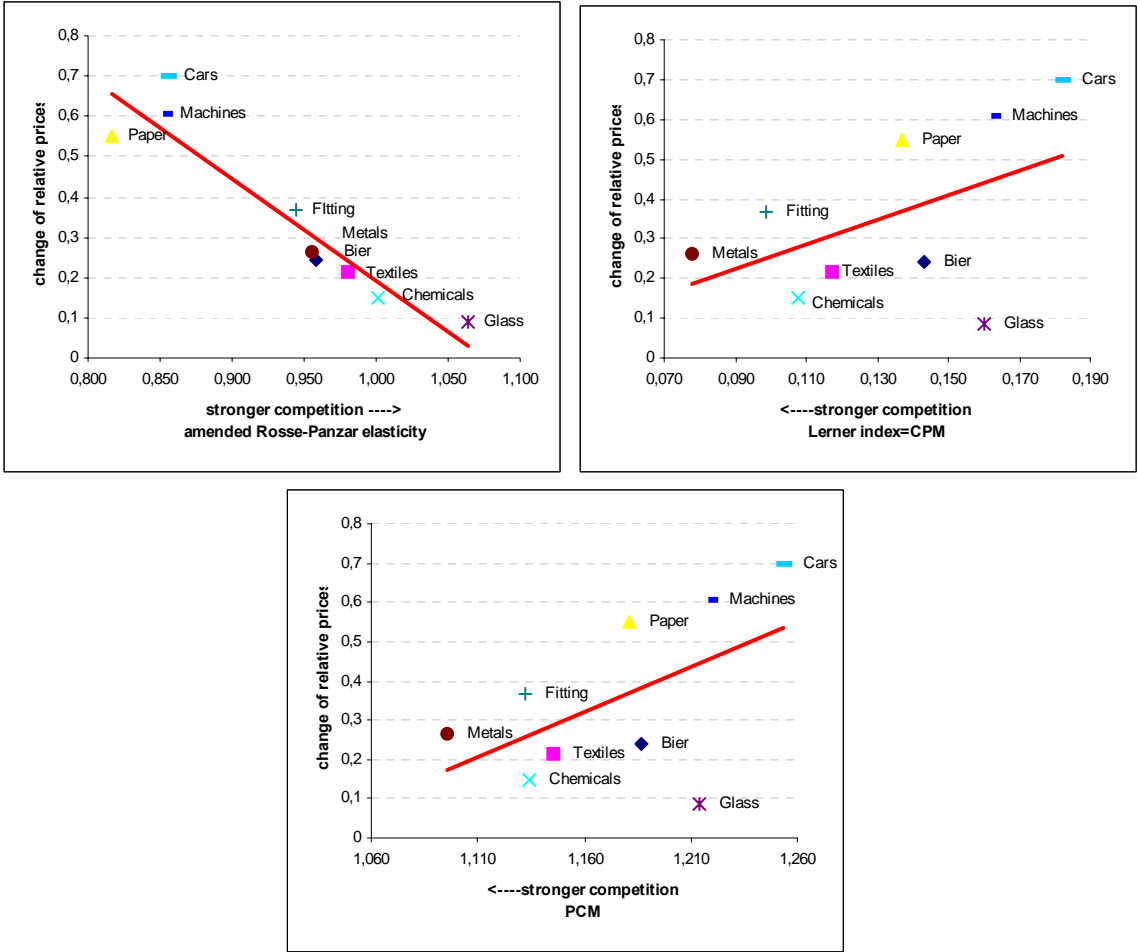 0,8
0,7
0,6
0,5
0,4
0,3
0,2
0,1
0
change of relative prices
Cars
Machines
Paper
FItting
Metals
Bier
Textiles
Chemicals
Glass
0,800 0,850 0,900 0,950 1,000 1,050 1,100
stronger competition ---->
amended Rosse-Panzar elasticity
0,8
0,7
0,6
0,5
0,4
0,3
0,2
0,1
0
change of relative prices
Cars
Machines
Paper
Fitting
Metals
Bier
Textiles
Chemicals
Glass
0,070 0,090 0,110 0,130 0,150 0,170 0,190
<----stronger competition
Lerner index=CPM
0,8
0,7
0,6
0,5
0,4
0,3
0,2
0,1
0
change of relative prices
Cars
Machines
Paper
Fitting
Metals
Bier
Textiles
Chemicals
Glass
1,060 1,110 1,160 1,210 1,260
<----stronger competition
PCM